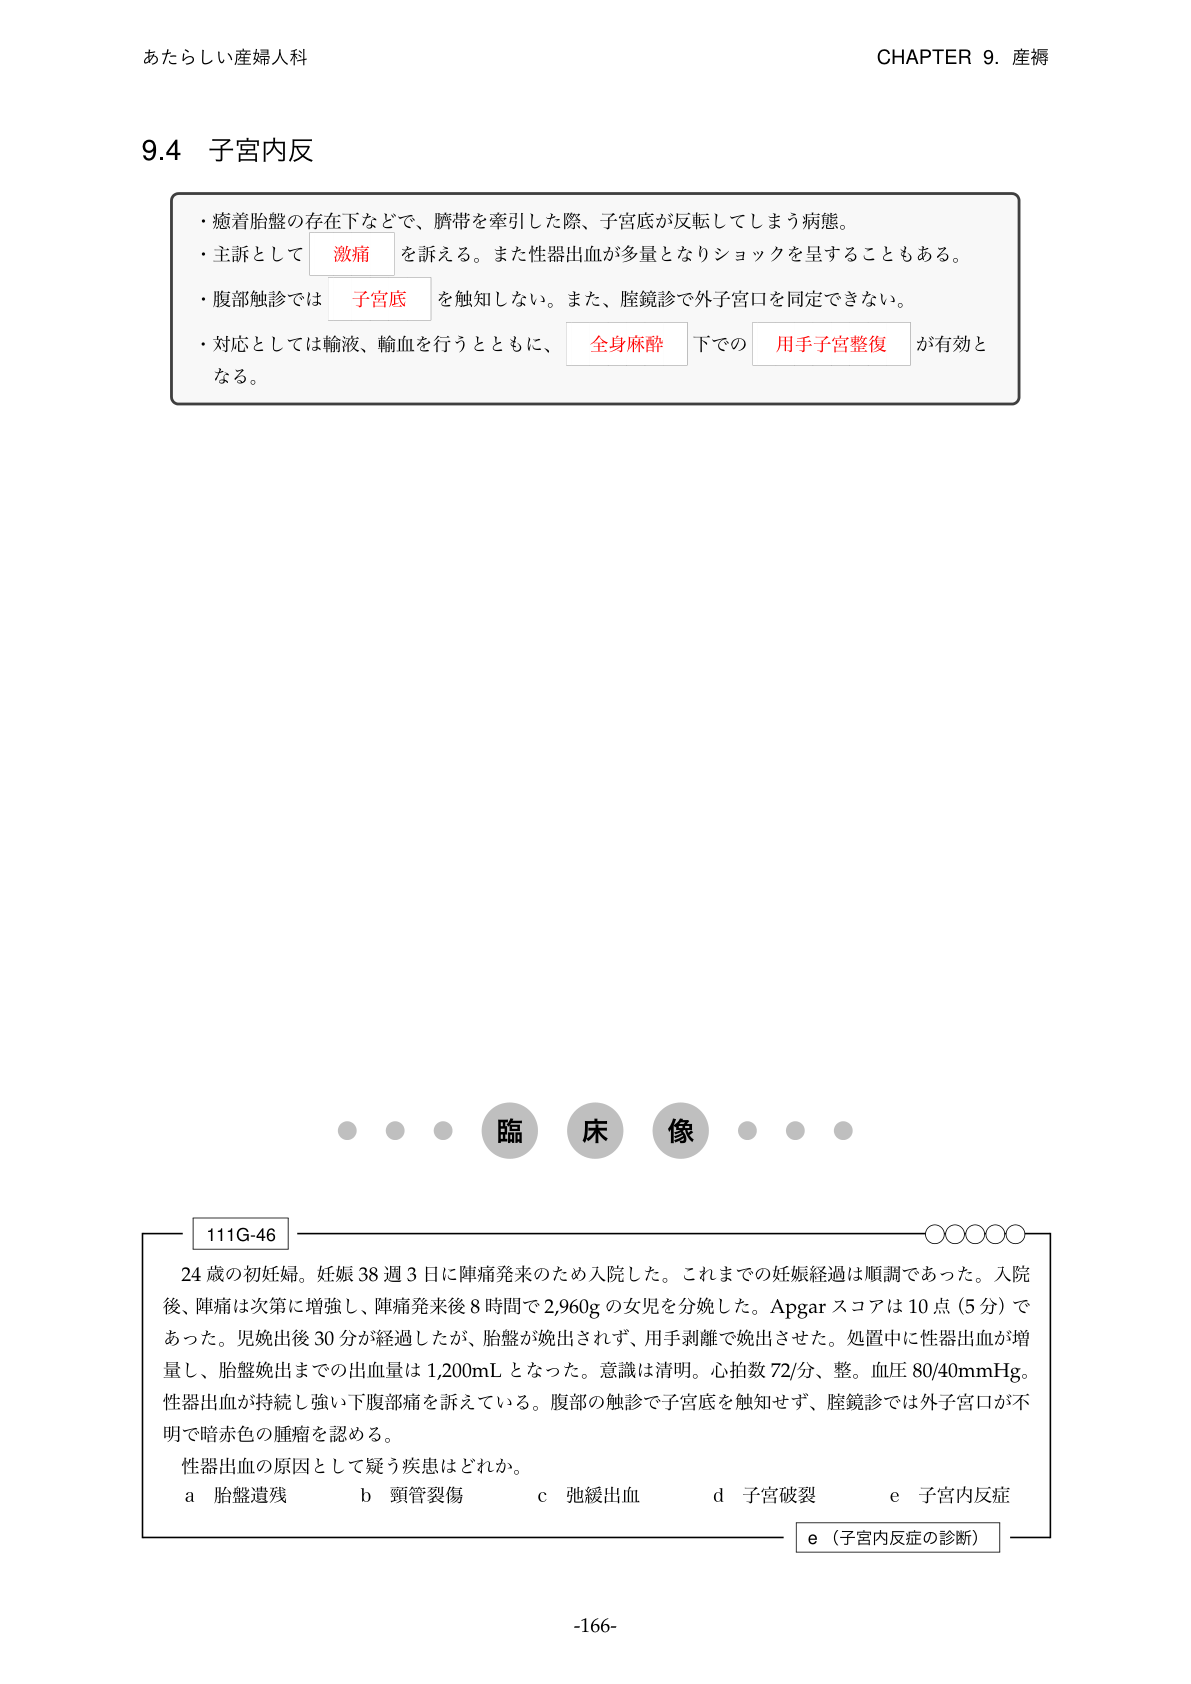 あたらしい産婦人科
CHAPTER 9. 産褥
9.4 子宮内反
・癒着胎盤の存在下などで、臍帯を牽引した際、子宮底が反転してしまう病態。
・主訴として 激痛 を訴える。また性器出血が多量となりショックを呈することもある。
・腹部触診では 子宮底 を触知しない。また、腟鏡診で外子宮口を同定できない。
・対応としては輸液、輸血を行うとともに、 全身麻酔 下での 用手子宮整復 が有効と
なる。
臨床像
111G-46
24 歳の初妊婦。妊娠 38 週 3 日に陣痛発来のため入院した。これまでの妊娠経過は順調であった。入院
後、陣痛は次第に増強し、陣痛発来後 8 時間で 2,960g の女児を分娩した。Apgar スコアは 10 点 (5 分) で
あった。児娩出後 30 分が経過したが、胎盤が娩出されず、用手剥離で娩出させた。処置中に性器出血が増
量し、胎盤娩出までの出血量は 1,200mL となった。意識は清明。心拍数 72/分、整。血圧 80/40mmHg。
性器出血が持続し強い下腹部痛を訴えている。腹部の触診で子宮底を触知せず、腟鏡診では外子宮口が不
明で暗赤色の腫瘤を認める。
性器出血の原因として疑う疾患はどれか。
a 胎盤遺残 b 頸管裂傷 c 弛緩出血 d 子宮破裂 e 子宮内反症
e （子宮内反症の診断）
-166-